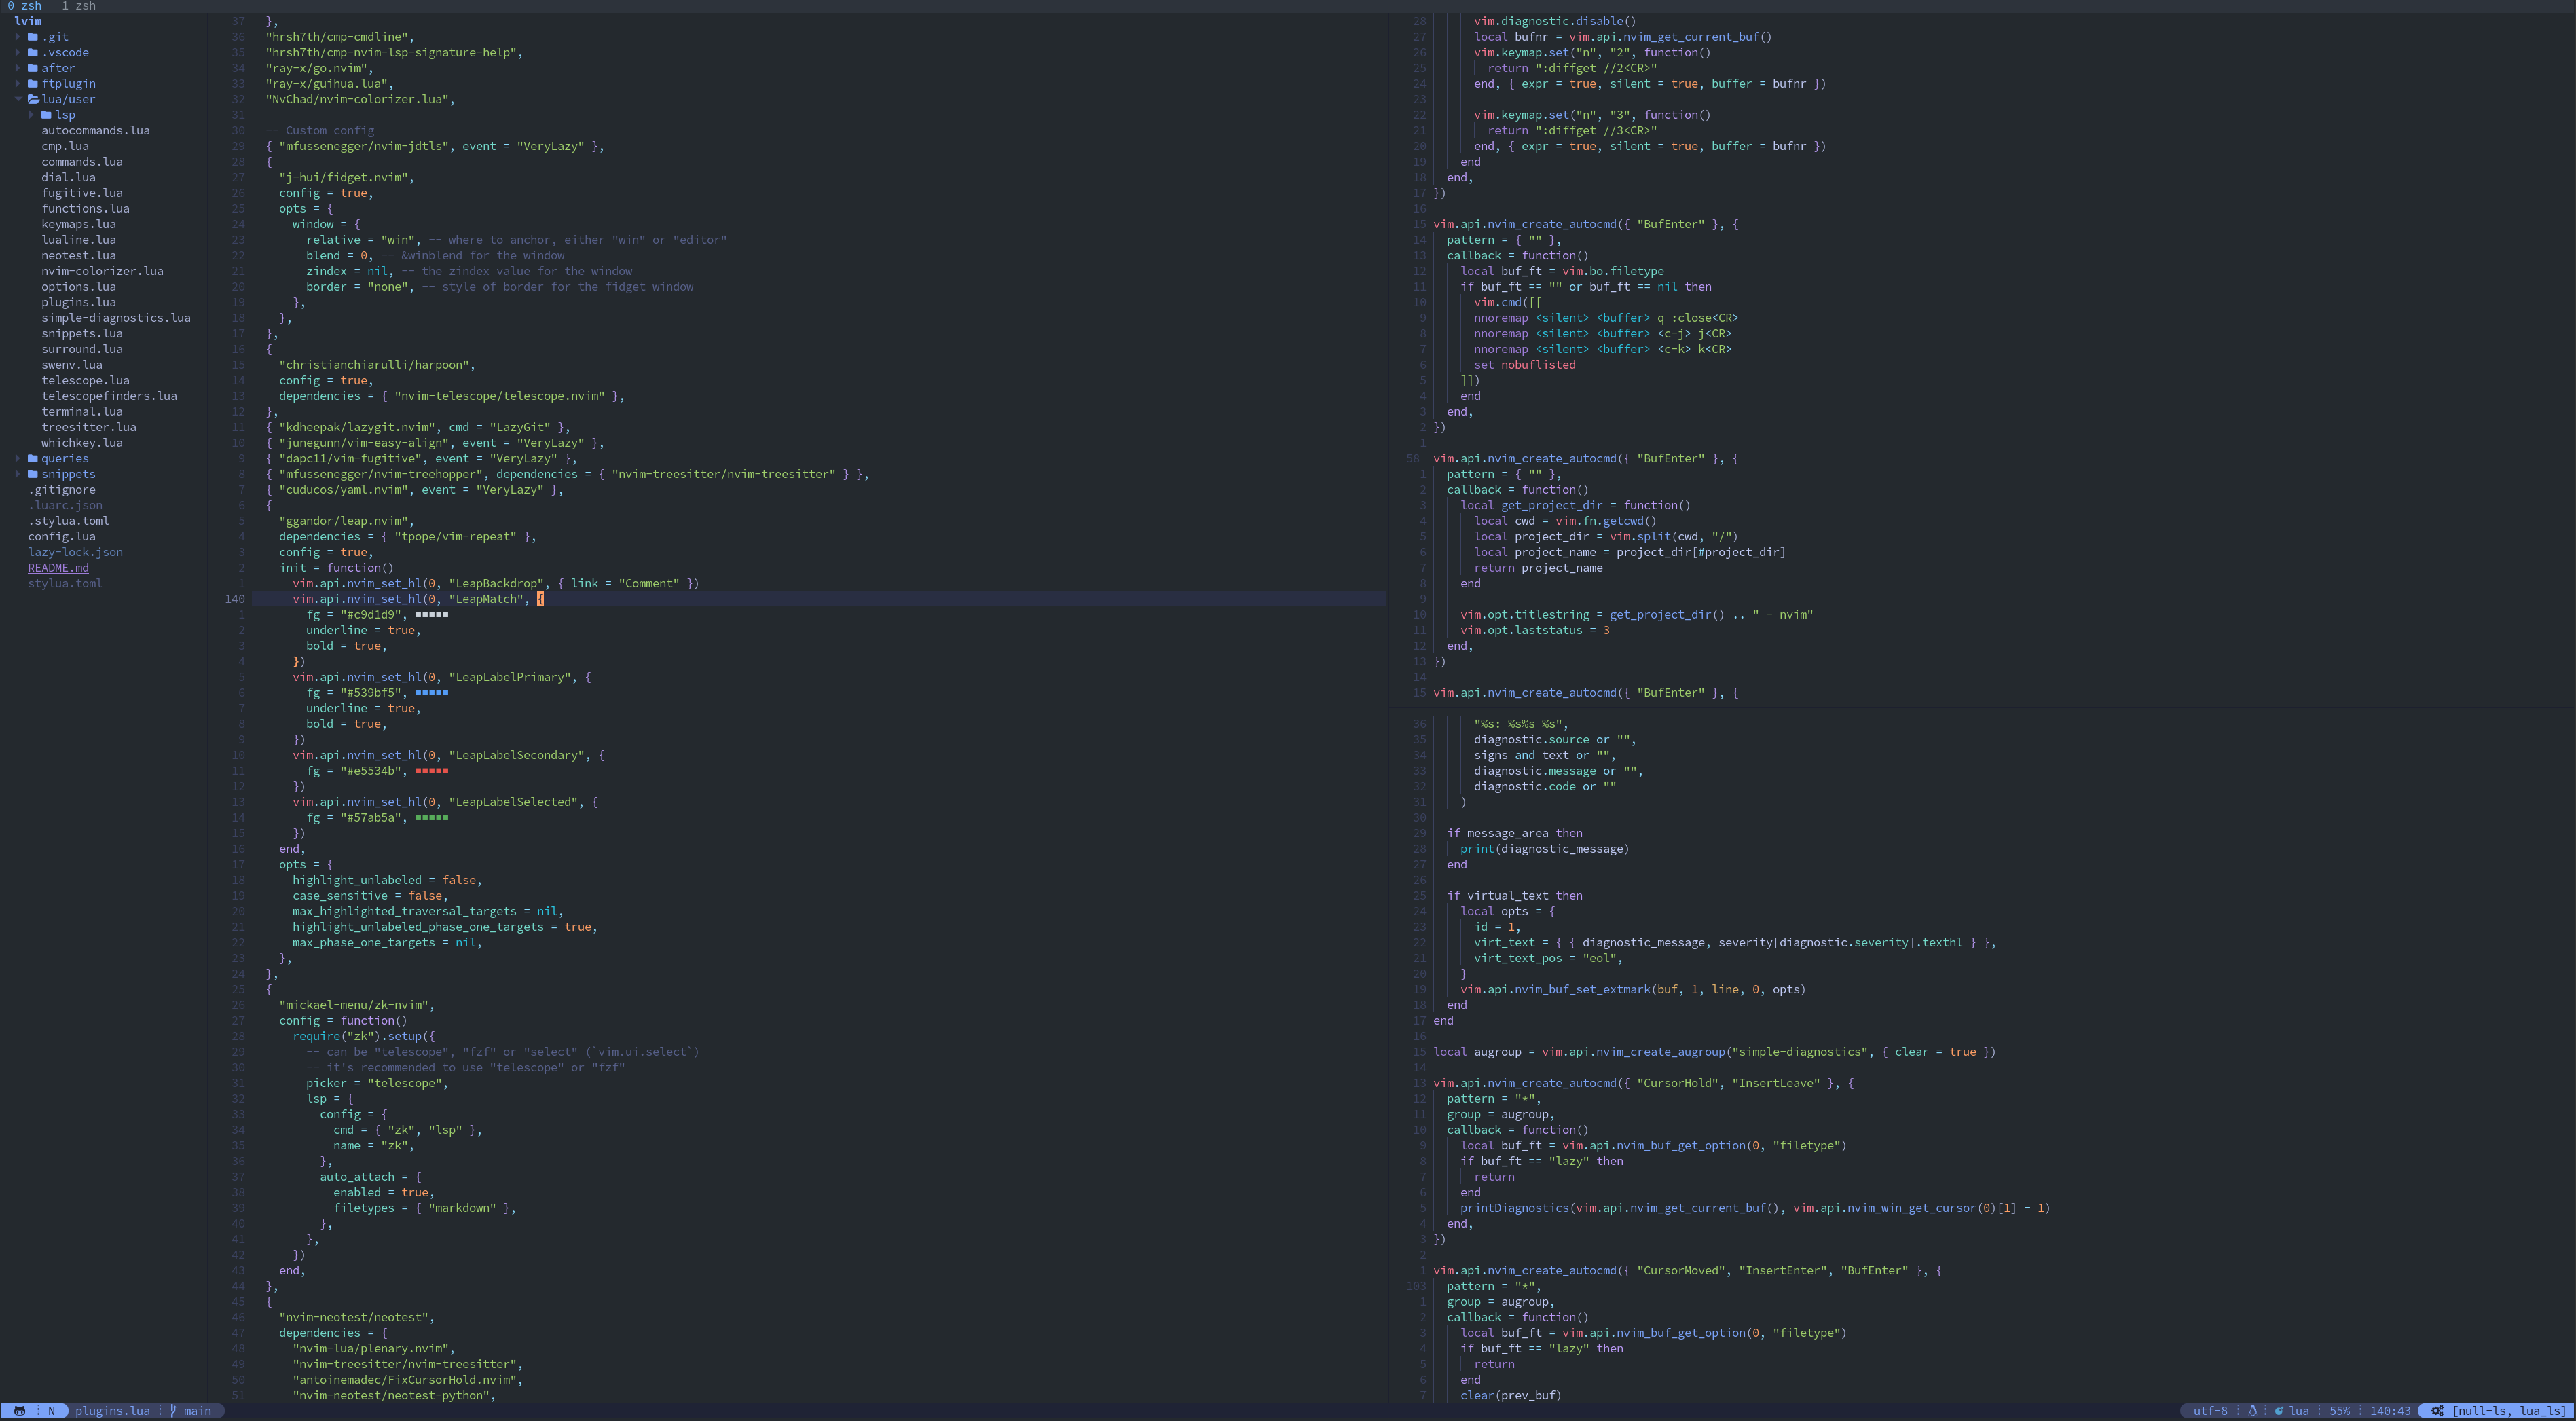 0 zsh   1 zsh
lvim
.git
.vscode
after
ftplugin
lua/user
lsp
autocommands.lua
cmp.lua
commands.lua
dial.lua
fugitive.lua
functions.lua
keymaps.lua
lualine.lua
neotest.lua
nvim-colorizer.lua
options.lua
plugins.lua
simple-diagnostics.lua
snippets.lua
surround.lua
swenv.lua
telescope.lua
telescopefinders.lua
terminal.lua
treesitter.lua
whichkey.lua
queries
snippets
.gitignore
.luarc.json
.stylua.toml
config.lua
lazy-lock.json
README.md
stylua.toml
37   },
36   "hrsh7th/cmp-cmdline",
35   "hrsh7th/cmp-nvim-lsp-signature-help",
34   "ray-x/go.nvim",
33   "ray-x/guihua.lua",
32   "NvChad/nvim-colorizer.lua",
31
30   -- Custom config
29   { "mfussenegger/nvim-jdtls", event = "VeryLazy" },
28   {
27     "j-hui/fidget.nvim",
26     config = true,
25     opts = {
24       window = {
23         relative = "win", -- where to anchor, either "win" or "editor"
22         blend = 0, -- &winblend for the window
21         zindex = nil, -- the zindex value for the window
20         border = "none", -- style of border for the fidget window
19       },
18     },
17   },
16   {
15     "christianchiarulli/harpoon",
14     config = true,
13     dependencies = { "nvim-telescope/telescope.nvim" },
12   },
11   { "kdheepak/lazygit.nvim", cmd = "LazyGit" },
10   { "junegunn/vim-easy-align", event = "VeryLazy" },
9   { "dapc11/vim-fugitive", event = "VeryLazy" },
8   { "mfussenegger/nvim-treehopper", dependencies = { "nvim-treesitter/nvim-treesitter" } },
7   { "cuducos/yaml.nvim", event = "VeryLazy" },
6   {
5     "ggandor/leap.nvim",
4     dependencies = { "tpope/vim-repeat" },
3     config = true,
2     init = function()
1       vim.api.nvim_set_hl(0, "LeapBackdrop", { link = "Comment" })
140       vim.api.nvim_set_hl(0, "LeapMatch", {
1         fg = "#c9d1d9", ■■■■■
2         underline = true,
3         bold = true,
4       })
5       vim.api.nvim_set_hl(0, "LeapLabelPrimary", {
6         fg = "#539bf5", ■■■■■
7         underline = true,
8         bold = true,
9       })
10       vim.api.nvim_set_hl(0, "LeapLabelSecondary", {
11         fg = "#e5534b", ■■■■■
12       })
13       vim.api.nvim_set_hl(0, "LeapLabelSelected", {
14         fg = "#57ab5a", ■■■■■
15       })
16     end,
17     opts = {
18       highlight_unlabeled = false,
19       case_sensitive = false,
20       max_highlighted_traversal_targets = nil,
21       highlight_unlabeled_phase_one_targets = true,
22       max_phase_one_targets = nil,
23     },
24   },
25   {
26     "mickael-menu/zk-nvim",
27     config = function()
28       require("zk").setup({
29         -- can be "telescope", "fzf" or "select" (`vim.ui.select`)
30         -- it's recommended to use "telescope" or "fzf"
31         picker = "telescope",
32         lsp = {
33           config = {
34             cmd = { "zk", "lsp" },
35             name = "zk",
36           },
37           auto_attach = {
38             enabled = true,
39             filetypes = { "markdown" },
40           },
41         },
42       })
43     end,
44   },
45   {
46     "nvim-neotest/neotest",
47     dependencies = {
48       "nvim-lua/plenary.nvim",
49       "nvim-treesitter/nvim-treesitter",
50       "antoinemadec/FixCursorHold.nvim",
51       "nvim-neotest/neotest-python",
28       vim.diagnostic.disable()
27       local bufnr = vim.api.nvim_get_current_buf()
26       vim.keymap.set("n", "2", function()
25         return ":diffget //2<CR>"
24       end, { expr = true, silent = true, buffer = bufnr })
23
22       vim.keymap.set("n", "3", function()
21         return ":diffget //3<CR>"
20       end, { expr = true, silent = true, buffer = bufnr })
19     end
18   end,
17 })
16
15 vim.api.nvim_create_autocmd({ "BufEnter" }, {
14   pattern = { "" },
13   callback = function()
12     local buf_ft = vim.bo.filetype
11     if buf_ft == "" or buf_ft == nil then
10       vim.cmd([[
9       nnoremap <silent> <buffer> q :close<CR>
8       nnoremap <silent> <buffer> <c-j> j<CR>
7       nnoremap <silent> <buffer> <c-k> k<CR>
6       set nobuflisted
5     ]])
4     end
3   end,
2 })
1
58 vim.api.nvim_create_autocmd({ "BufEnter" }, {
1   pattern = { "" },
2   callback = function()
3     local get_project_dir = function()
4       local cwd = vim.fn.getcwd()
5       local project_dir = vim.split(cwd, "/")
6       local project_name = project_dir[#project_dir]
7       return project_name
8     end
9
10     vim.opt.titlestring = get_project_dir() .. " - nvim"
11     vim.opt.laststatus = 3
12   end,
13 })
14
15 vim.api.nvim_create_autocmd({ "BufEnter" }, {
36       "%s: %s%s %s",
35       diagnostic.source or "",
34       signs and text or "",
33       diagnostic.message or "",
32       diagnostic.code or ""
31     )
30
29   if message_area then
28     print(diagnostic_message)
27   end
26
25   if virtual_text then
24     local opts = {
23       id = 1,
22       virt_text = { { diagnostic_message, severity[diagnostic.severity].texthl } },
21       virt_text_pos = "eol",
20     }
19     vim.api.nvim_buf_set_extmark(buf, 1, line, 0, opts)
18   end
17 end
16
15 local augroup = vim.api.nvim_create_augroup("simple-diagnostics", { clear = true })
14
13 vim.api.nvim_create_autocmd({ "CursorHold", "InsertLeave" }, {
12   pattern = "*",
11   group = augroup,
10   callback = function()
9     local buf_ft = vim.api.nvim_buf_get_option(0, "filetype")
8     if buf_ft == "lazy" then
7       return
6     end
5     printDiagnostics(vim.api.nvim_get_current_buf(), vim.api.nvim_win_get_cursor(0)[1] - 1)
4   end,
3 })
2
1 vim.api.nvim_create_autocmd({ "CursorMoved", "InsertEnter", "BufEnter" }, {
103   pattern = "*",
1   group = augroup,
2   callback = function()
3     local buf_ft = vim.api.nvim_buf_get_option(0, "filetype")
4     if buf_ft == "lazy" then
5       return
6     end
7     clear(prev_buf)
N plugins.lua main utf-8 lua 55% 140:43 [null-ls, lua_ls]